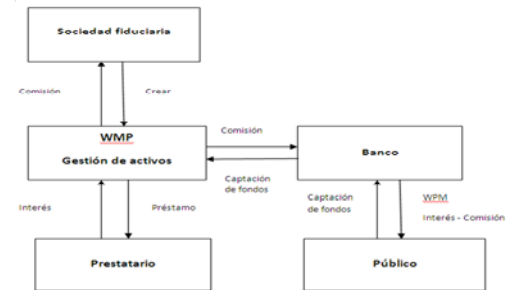 Sociedad fiduciaria
Comisión
Crear
WMP
Gestión de activos
Comisión
Captación
de fondos
Banco
Interés
Préstamo
Captación
de fondos
WPM
Interés - Comisión
Prestatario
Público